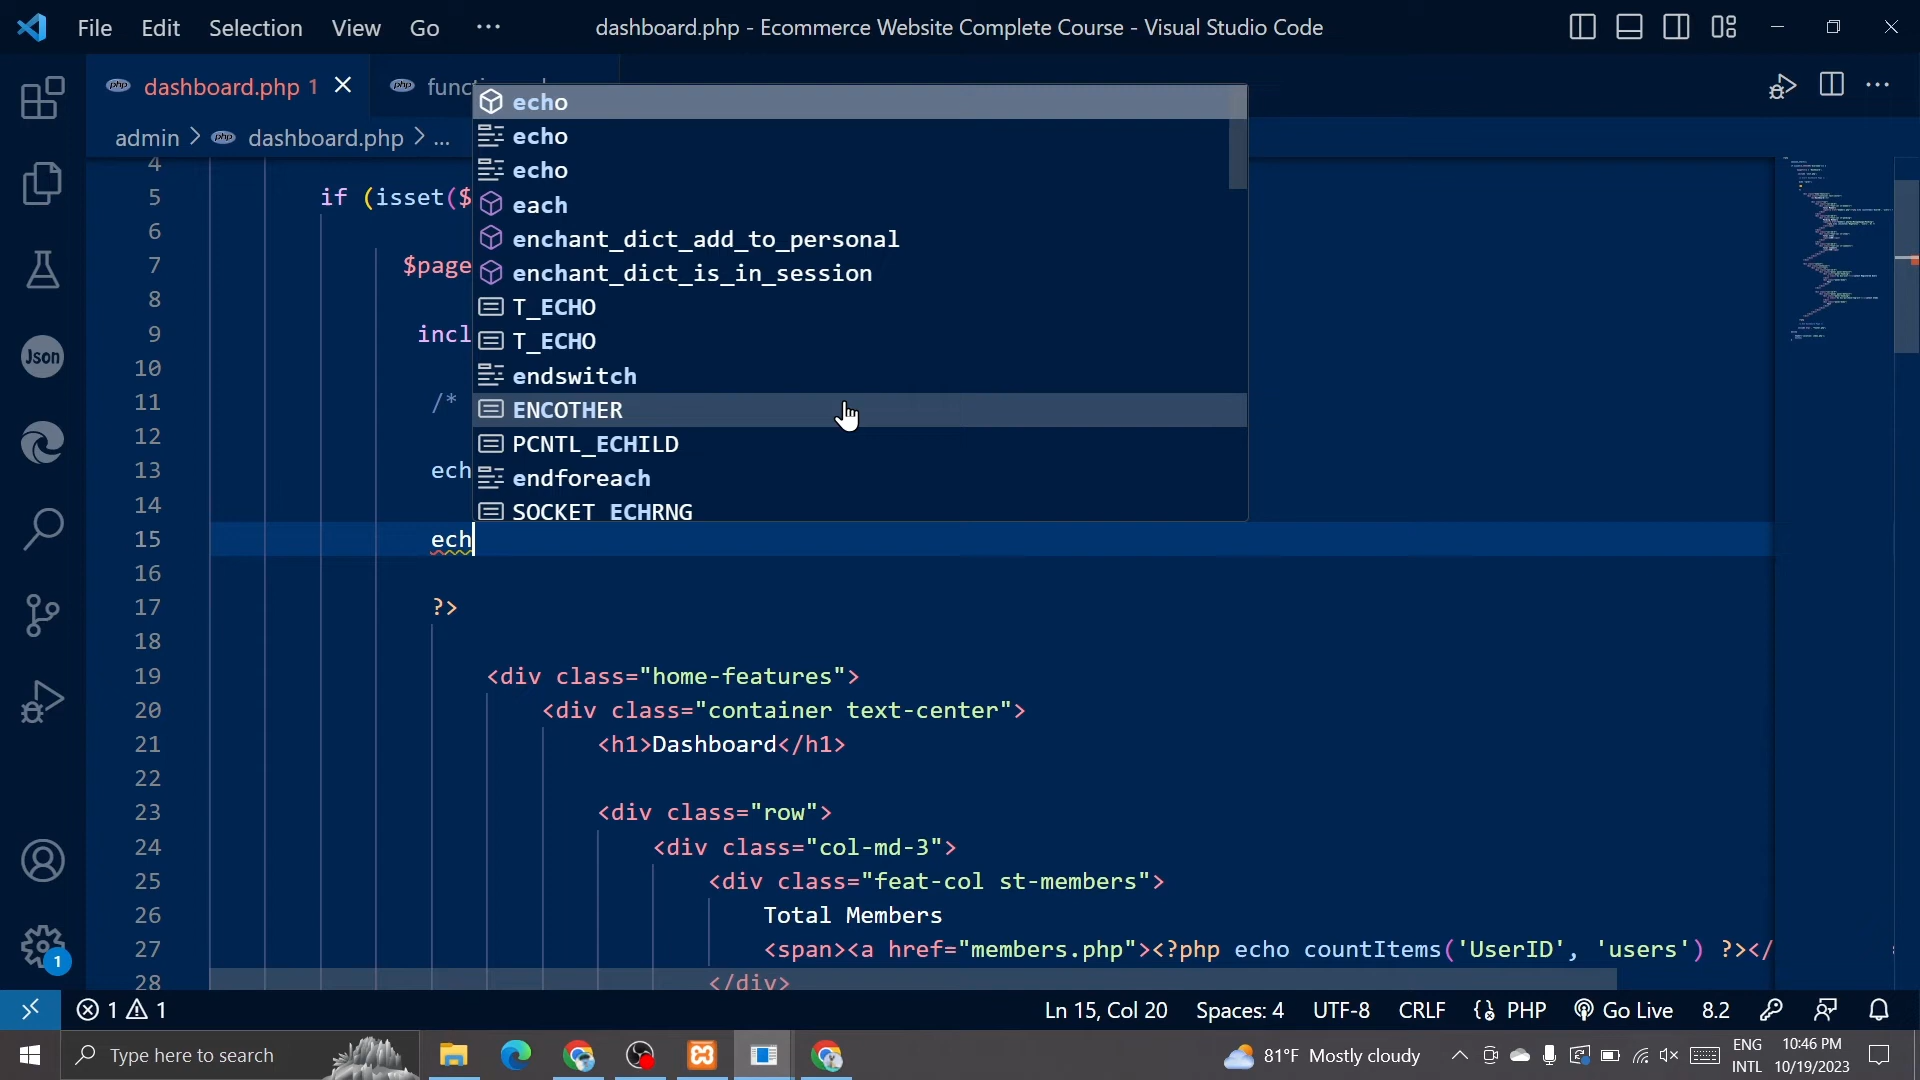 File Edit Selection View Go ··· dashboard.php - Ecommerce Website Complete Course - Visual Studio Code
php dashboard.php 1 php
admin > php dashboard.php > ...
echo
echo
echo
each
enchant_dict_add_to_personal
enchant_dict_is_in_session
T_ECHO
T_ECHO
endswitch
ENCOTHER
PCNTL_ECHILD
endforeach
SOCKET_ECHRNG
Json
4
5 if (isset($
6
7 $page
8
9 incl
10
11 /*
12
13 ech
14
15 ech
16
17 ?>
18
19 <div class="home-features">
20 <div class="container text-center">
21 <h1>Dashboard</h1>
22
23 <div class="row">
24 <div class="col-md-3">
25 <div class="feat-col st-members">
26 Total Members
27 <span><a href="members.php"><?php echo countItems('UserID', 'users') ?></
28 </div>
1
1 1 Ln 15, Col 20 Spaces: 4 UTF-8 CRLF {} PHP Go Live 8.2
Type here to search 81°F Mostly cloudy ENG 10:46 PM
INTL 10/19/2023